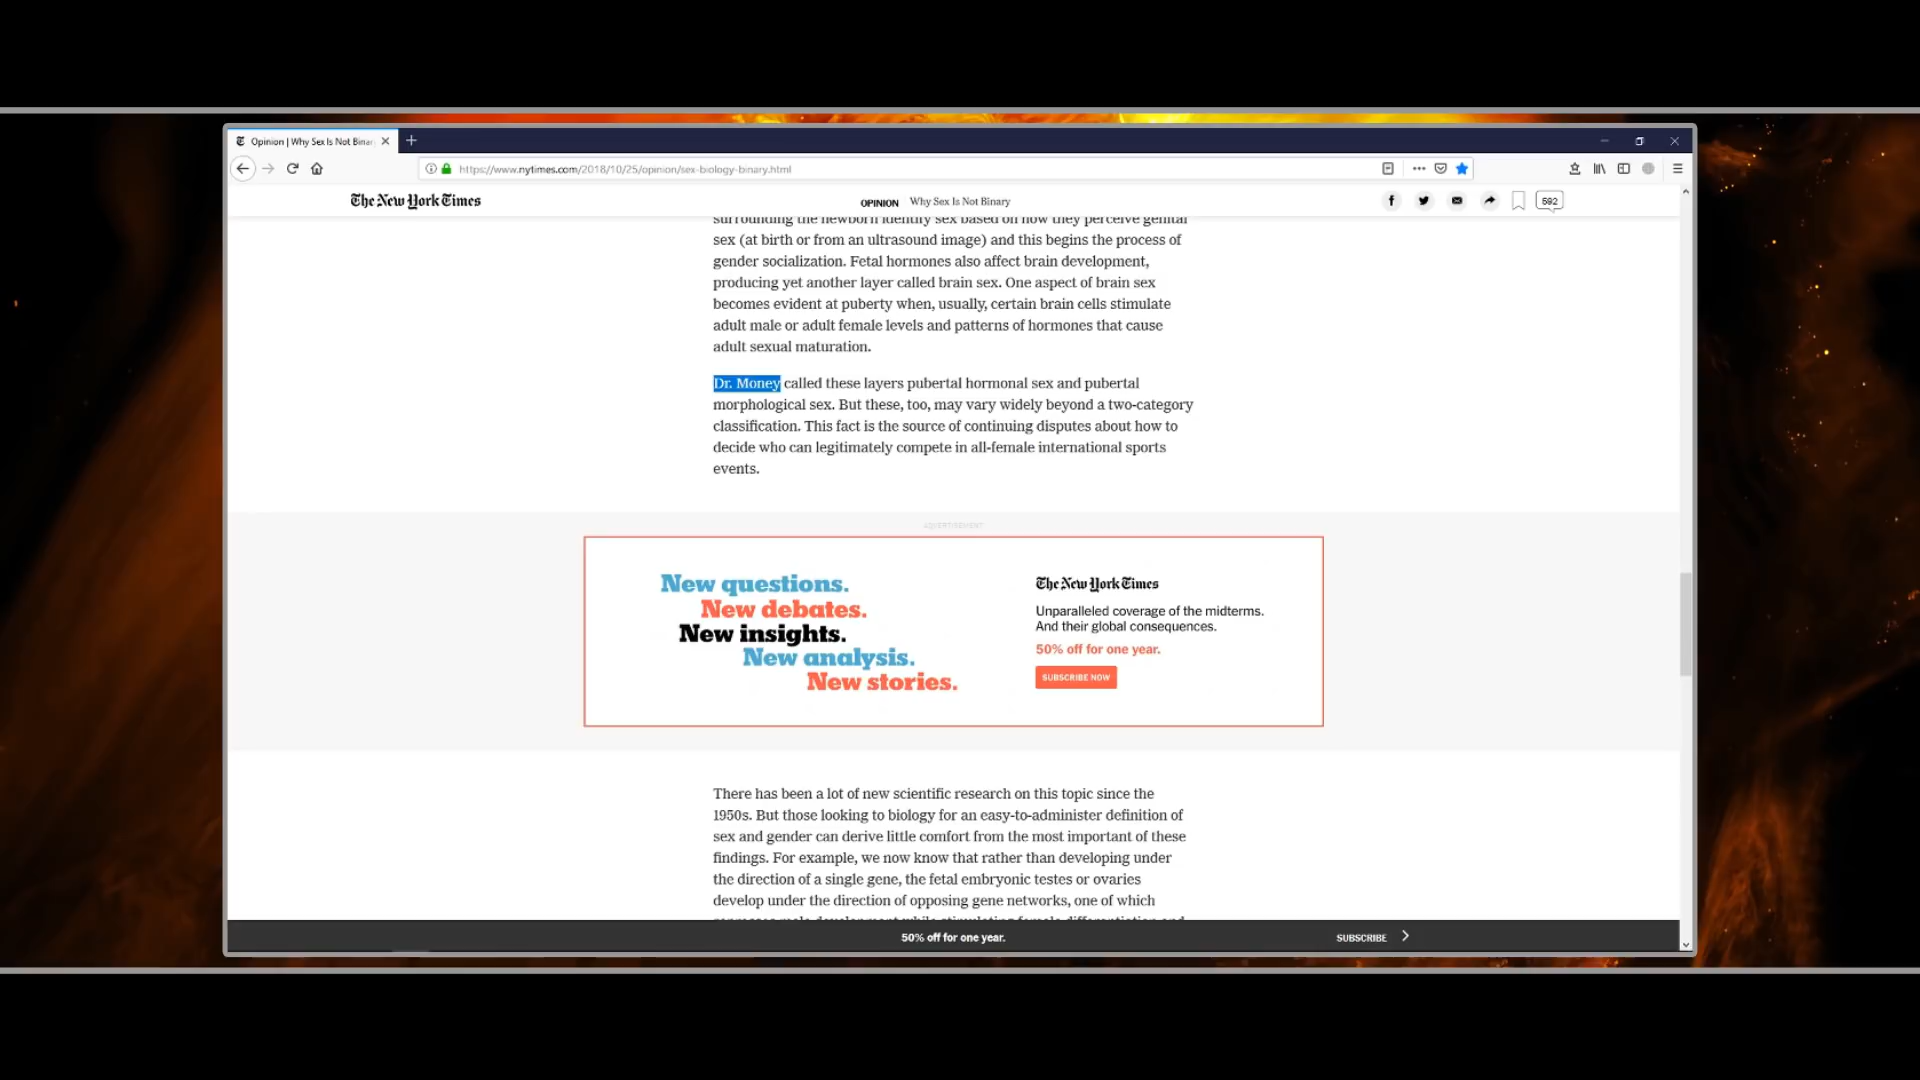 Opinion | Why Sex Is Not Binar
https://www.nytimes.com/2018/10/25/opinion/sex-biology-binary.html
The New York Times
OPINION Why Sex Is Not Binary
592
surrounding the newborn identify sex based on how they perceive genital
sex (at birth or from an ultrasound image) and this begins the process of
gender socialization. Fetal hormones also affect brain development,
producing yet another layer called brain sex. One aspect of brain sex
becomes evident at puberty when, usually, certain brain cells stimulate
adult male or adult female levels and patterns of hormones that cause
adult sexual maturation.
Dr. Money called these layers pubertal hormonal sex and pubertal
morphological sex. But these, too, may vary widely beyond a two-category
classification. This fact is the source of continuing disputes about how to
decide who can legitimately compete in all-female international sports
events.
ADVERTISEMENT
New questions.
New debates.
New insights.
New analysis.
New stories.
The New York Times
Unparalleled coverage of the midterms.
And their global consequences.
50% off for one year.
SUBSCRIBE NOW
There has been a lot of new scientific research on this topic since the
1950s. But those looking to biology for an easy-to-administer definition of
sex and gender can derive little comfort from the most important of these
findings. For example, we now know that rather than developing under
the direction of a single gene, the fetal embryonic testes or ovaries
develop under the direction of opposing gene networks, one of which
50% off for one year.
SUBSCRIBE